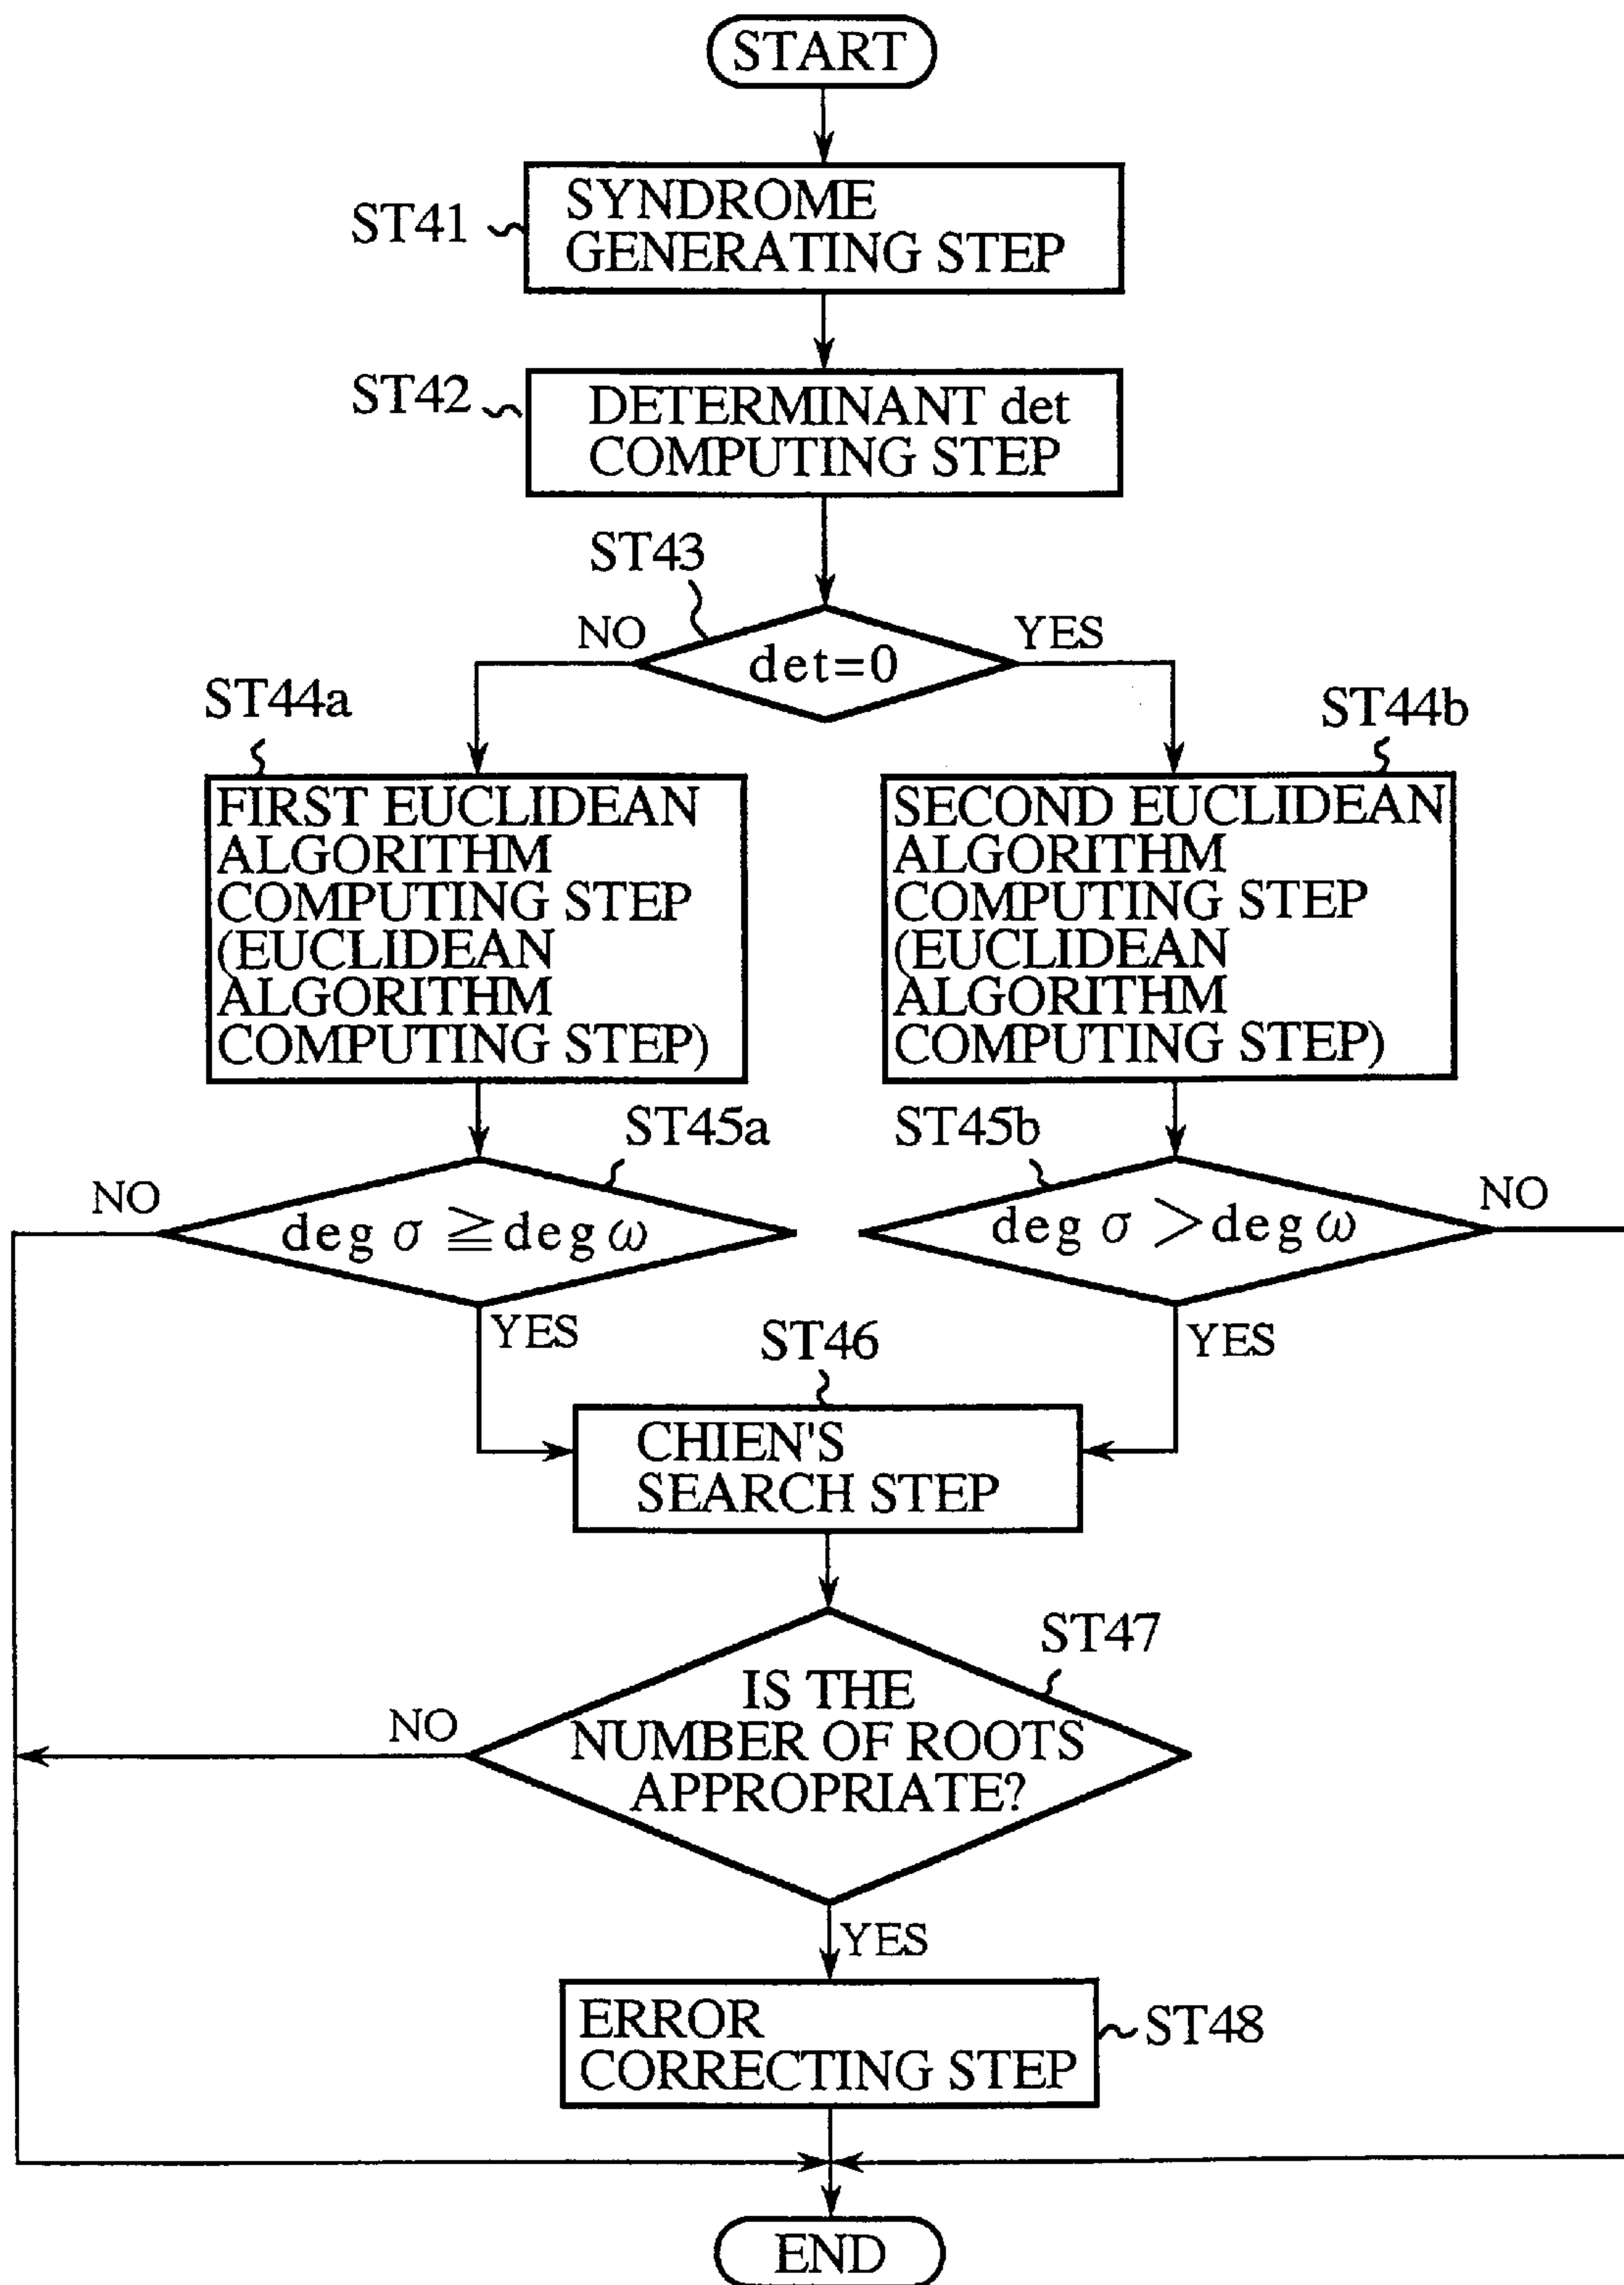 START
ST41
SYNDROME
GENERATING STEP
ST42
DETERMINANT det
COMPUTING STEP
ST43
NO
YES
det=0
ST44a
ST44b
FIRST EUCLIDEAN
ALGORITHM
COMPUTING STEP
(EUCLIDEAN
ALGORITHM
COMPUTING STEP)
SECOND EUCLIDEAN
ALGORITHM
COMPUTING STEP
(EUCLIDEAN
ALGORITHM
COMPUTING STEP)
ST45a
ST45b
NO
deg σ ≧ deg ω
deg σ > deg ω
NO
YES
YES
ST46
CHIEN'S
SEARCH STEP
ST47
NO
IS THE
NUMBER OF ROOTS
APPROPRIATE?
YES
ERROR
CORRECTING STEP
ST48
END